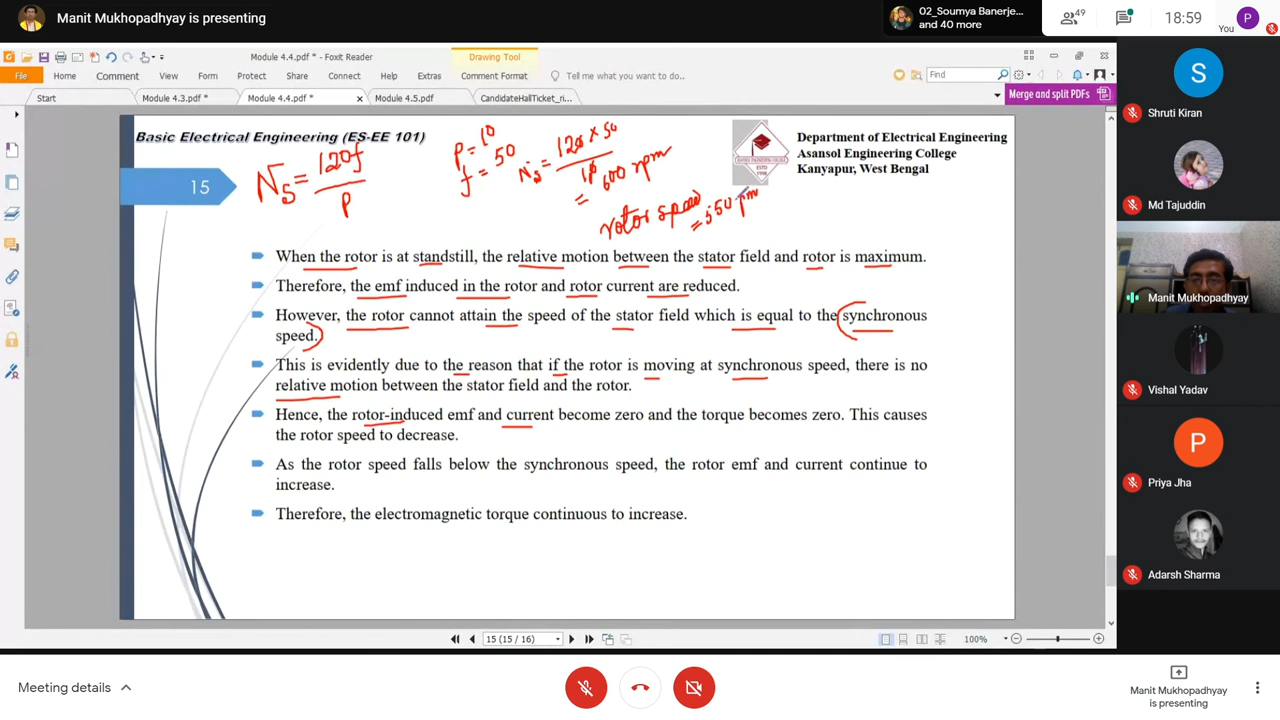 Manit Mukhopadhyay is presenting
02_Soumya Banerje...
and 40 more
49
18:59
You
P
Module 4.4.pdf * - Foxit Reader
Drawing Tool
File
Home
Comment
View
Form
Protect
Share
Connect
Help
Extras
Comment Format
Tell me what you want to do..
Find
Start
Module 4.3.pdf *
Module 4.4.pdf *
Module 4.5.pdf
CandidateHallTicket_ri...
Merge and split PDFs
Basic Electrical Engineering (ES-EE 101)
15
Ns = 120f / P
P = 10
f = 50
Ns = 120 × 50 / 10
= 600 rpm
rotor speed
= 550 rpm
Department of Electrical Engineering
Asansol Engineering College
Kanyapur, West Bengal
When the rotor is at standstill, the relative motion between the stator field and rotor is maximum.
Therefore, the emf induced in the rotor and rotor current are reduced.
However, the rotor cannot attain the speed of the stator field which is equal to the synchronous
speed.
This is evidently due to the reason that if the rotor is moving at synchronous speed, there is no
relative motion between the stator field and the rotor.
Hence, the rotor-induced emf and current become zero and the torque becomes zero. This causes
the rotor speed to decrease.
As the rotor speed falls below the synchronous speed, the rotor emf and current continue to
increase.
Therefore, the electromagnetic torque continuous to increase.
15 (15 / 16)
100%
S
Shruti Kiran
Md Tajuddin
Manit Mukhopadhyay
Vishal Yadav
P
Priya Jha
Adarsh Sharma
Meeting details
Manit Mukhopadhyay
is presenting